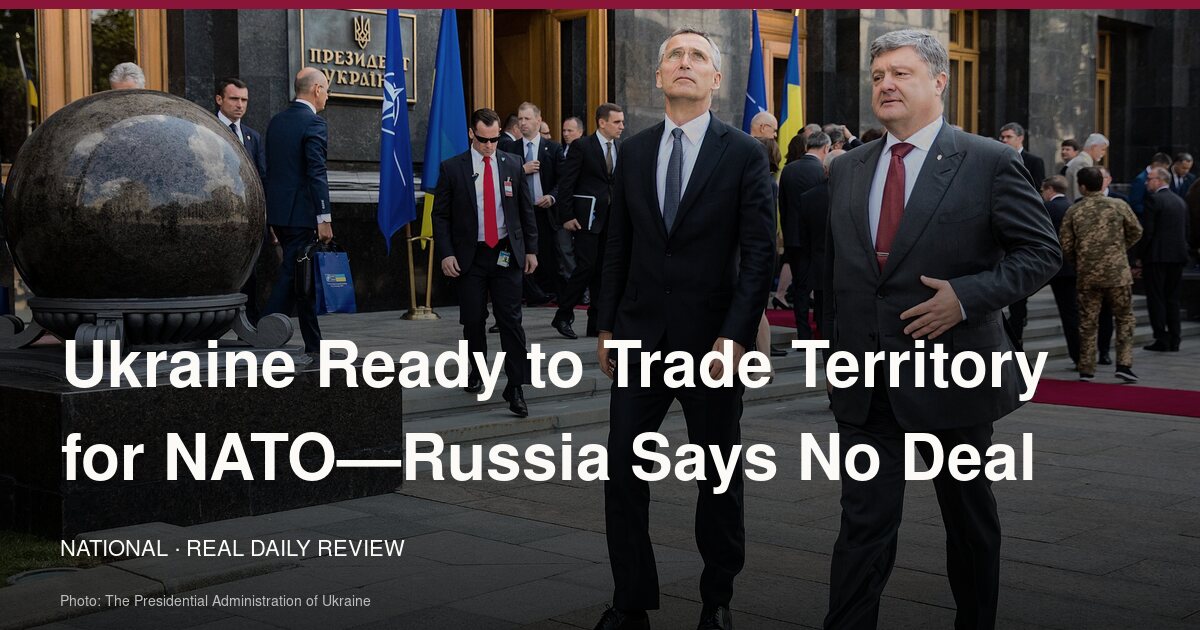 ПРЕЗИДЕНТ
УКРАЇНИ
Ukraine Ready to Trade Territory
for NATO—Russia Says No Deal
NATIONAL · REAL DAILY REVIEW
Photo: The Presidential Administration of Ukraine